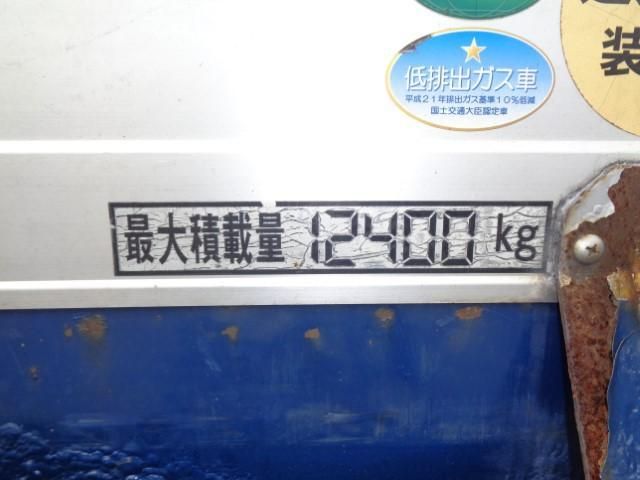 低排出ガス車
平成21年排出ガス基準10%低減
国土交通大臣認定車
装
最大積載量 12400 kg